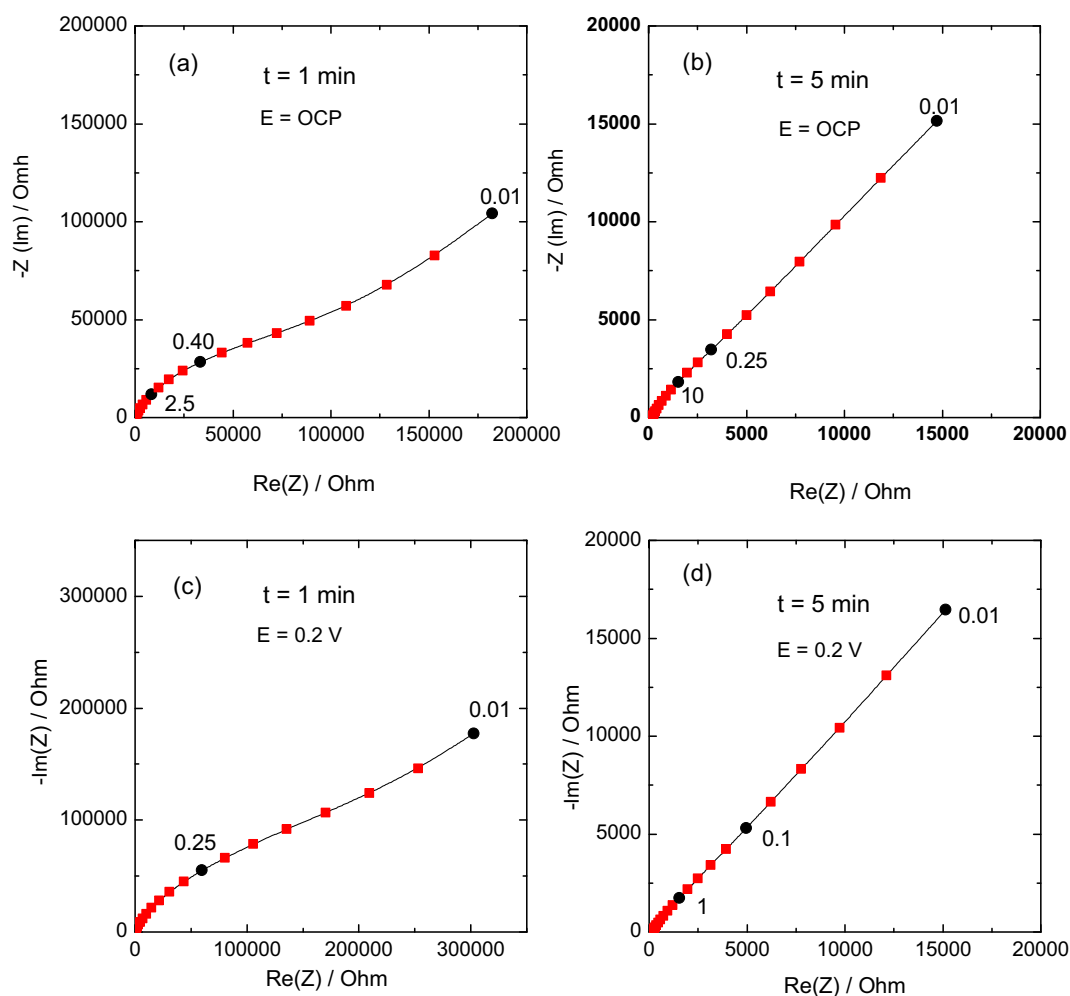 200000
(a)
t = 1 min
E = OCP
150000
-Z (Im) / Omh
0.01
100000
0.40
50000
2.5
0
0 50000 100000 150000 200000
Re(Z) / Ohm
20000
(b)
t = 5 min
0.01
E = OCP
15000
-Z (Im) / Ohm
10000
5000
0.25
10
0
0 5000 10000 15000 20000
Re(Z) / Ohm
(c)
t = 1 min
300000
E = 0.2 V
-Im(Z) / Ohm
0.01
200000
0.25
100000
0
0 100000 200000 300000
Re(Z) / Ohm
20000
(d)
t = 5 min
0.01
E = 0.2 V
15000
-Im(Z) / Ohm
10000
5000
0.1
1
0
0 5000 10000 15000 20000
Re(Z) / Ohm